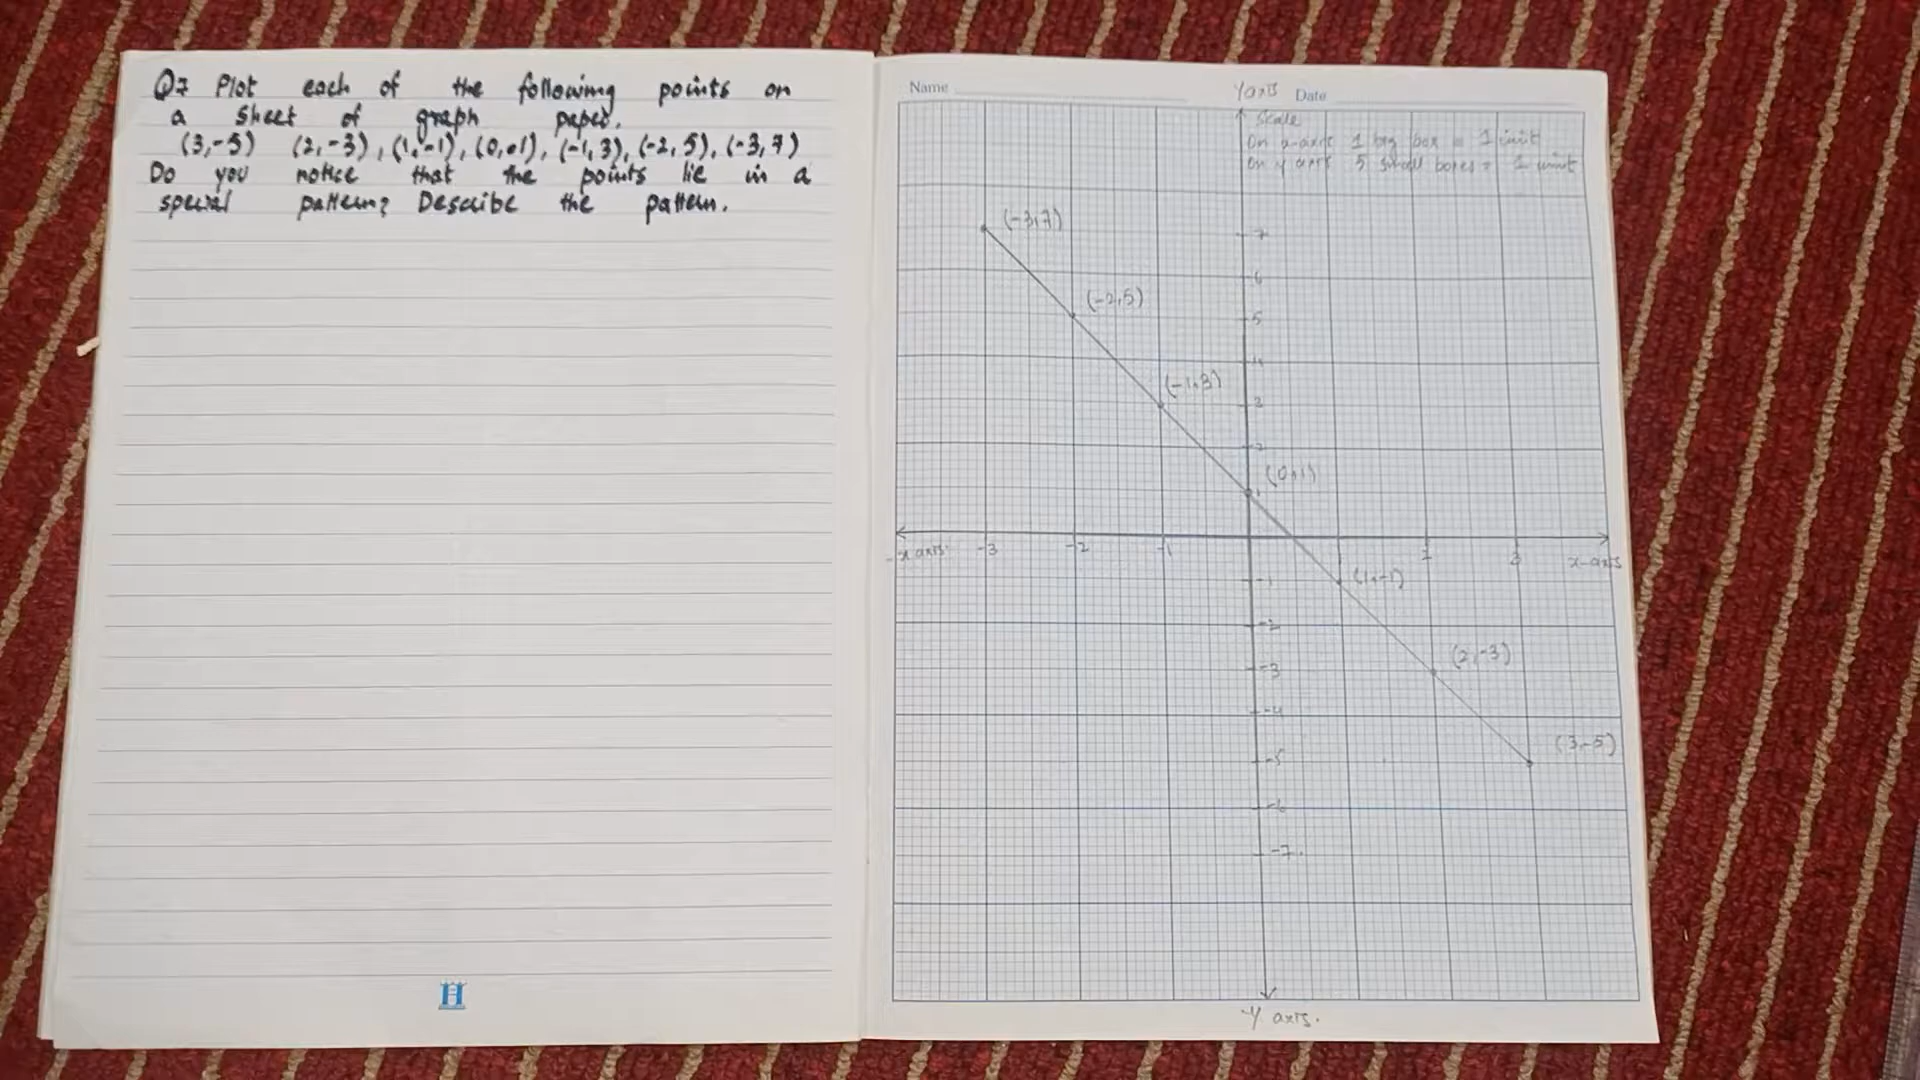 Q7 Plot each of the following points on
a sheet of graph paper.
(3,-5) (2,-3), (1,-1), (0,1), (-1,3), (-2,5), (-3,7)
Do you notice that the points lie in a
special pattern? Describe the pattern.
H
Name
Y axis
Date
Scale
On x-axis 1 big box = 1 unit
On y axis 5 small boxes = 1 unit
(-3,7)
7
6
(-2,5)
5
4
(-1,3)
3
2
(0,1)
1
-x axis
-3
-2
-1
2
3
x-axis
-1
(1,-1)
-2
(2,-3)
-3
-4
(3,-5)
-5
-6
-7
-Y axis.